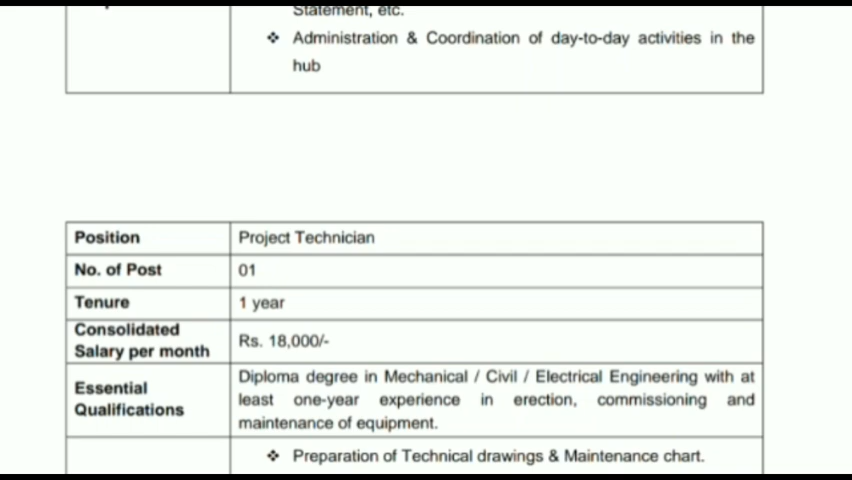 Statement, etc.
❖ Administration & Coordination of day-to-day activities in the
hub
Position Project Technician
No. of Post 01
Tenure 1 year
Consolidated
Salary per month Rs. 18,000/-
Essential
Qualifications
Diploma degree in Mechanical / Civil / Electrical Engineering with at
least one-year experience in erection, commissioning and
maintenance of equipment.
❖ Preparation of Technical drawings & Maintenance chart.